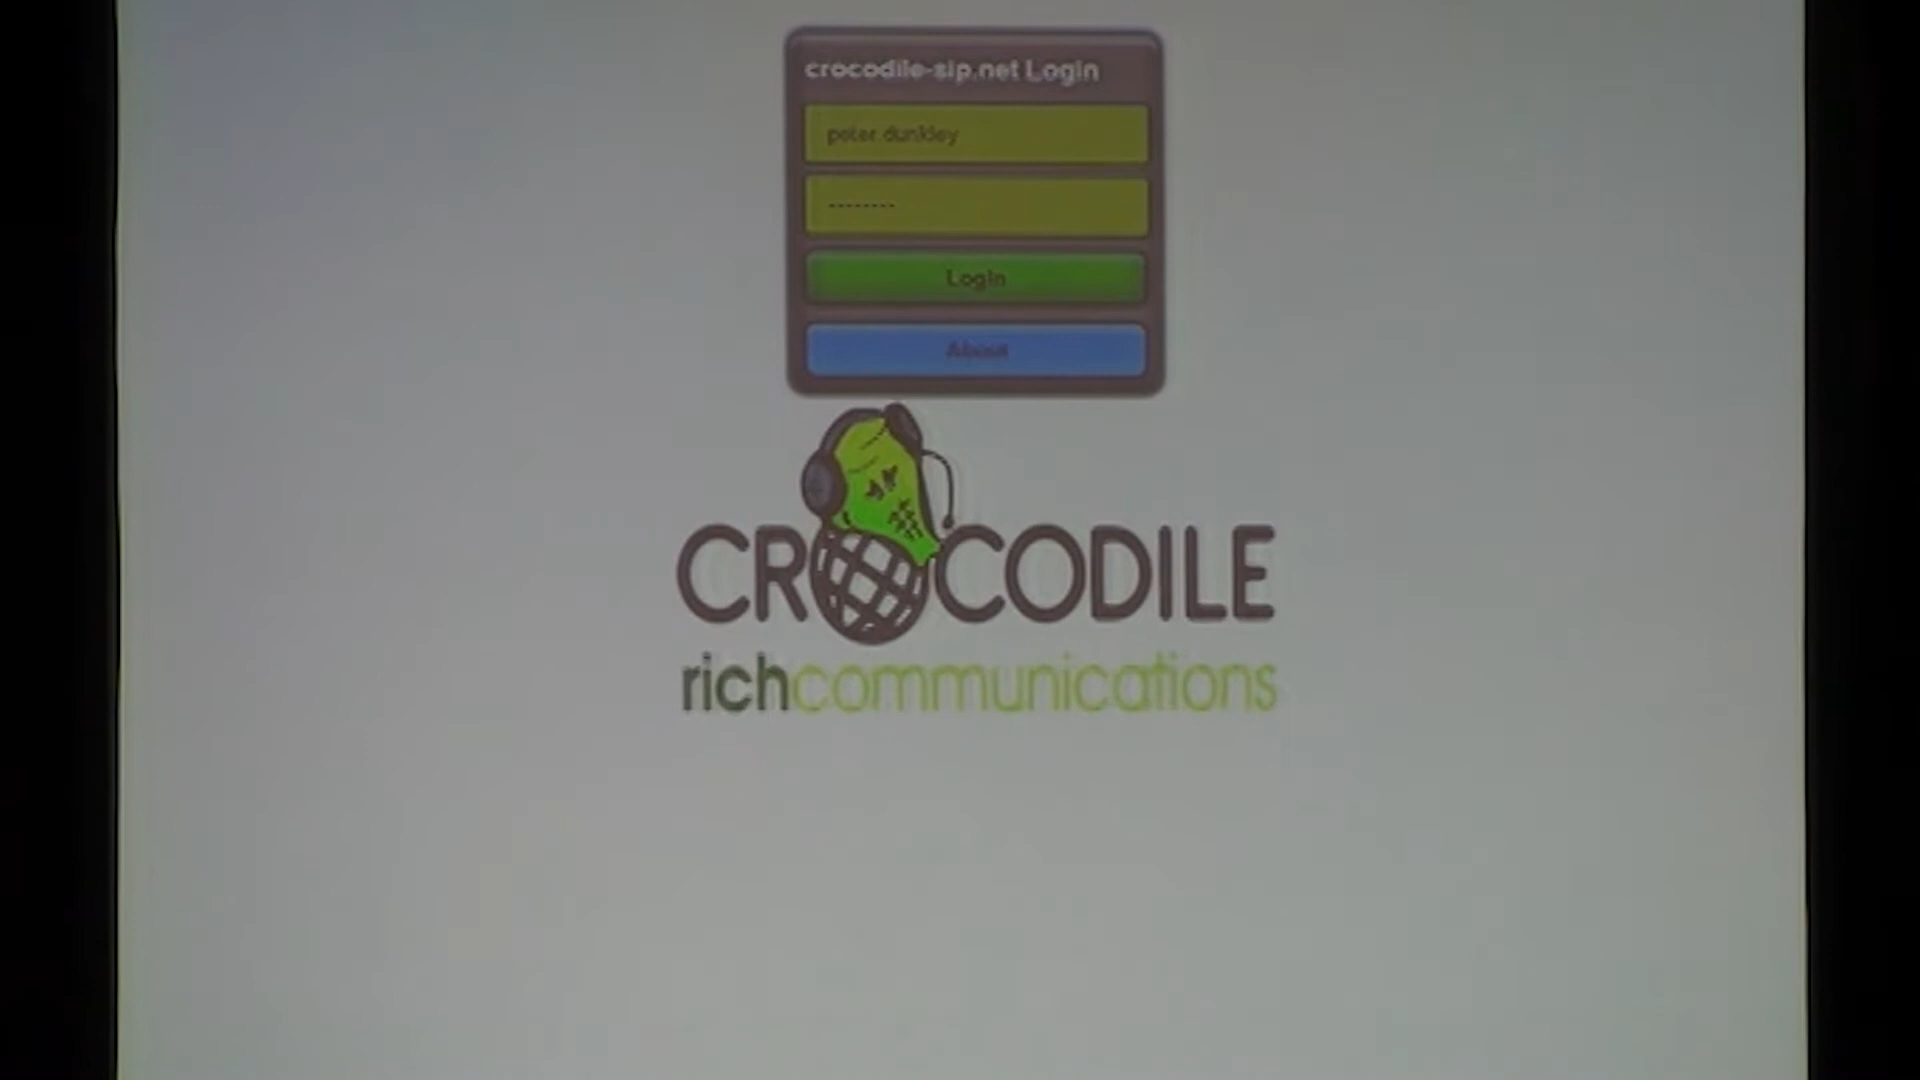 crocodile-sip.net Login
peter.dunkley
--------
Login
About
CROCODILE
richcommunications